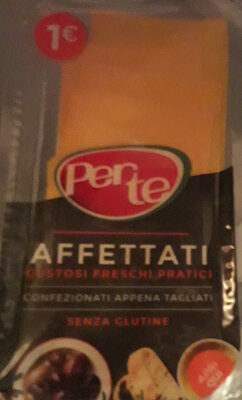 1€
Per te
AFFETTATI
GUSTOSI FRESCHI PRATICI
CONFEZIONATI APPENA TAGLIATI
SENZA GLUTINE